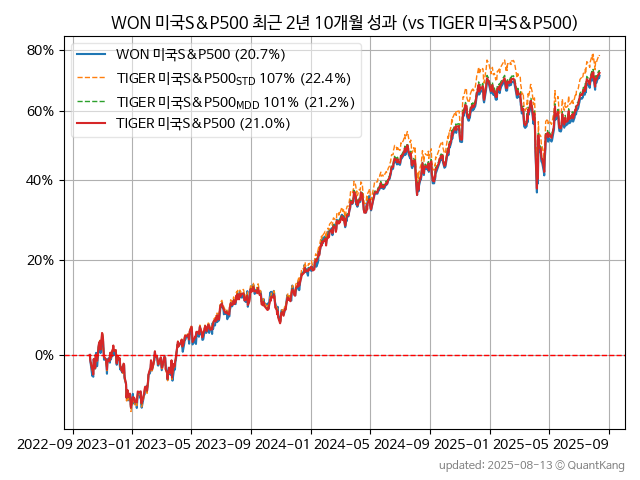 WON 미국S&P500 최근 2년 10개월 성과 (vs TIGER 미국S&P500)
80%
60%
40%
20%
0%
WON 미국S&P500 (20.7%)
TIGER 미국S&P500STD 107% (22.4%)
TIGER 미국S&P500MDD 101% (21.2%)
TIGER 미국S&P500 (21.0%)
2022-09 2023-01 2023-05 2023-09 2024-01 2024-05 2024-09 2025-01 2025-05 2025-09
updated: 2025-08-13 © QuantKang